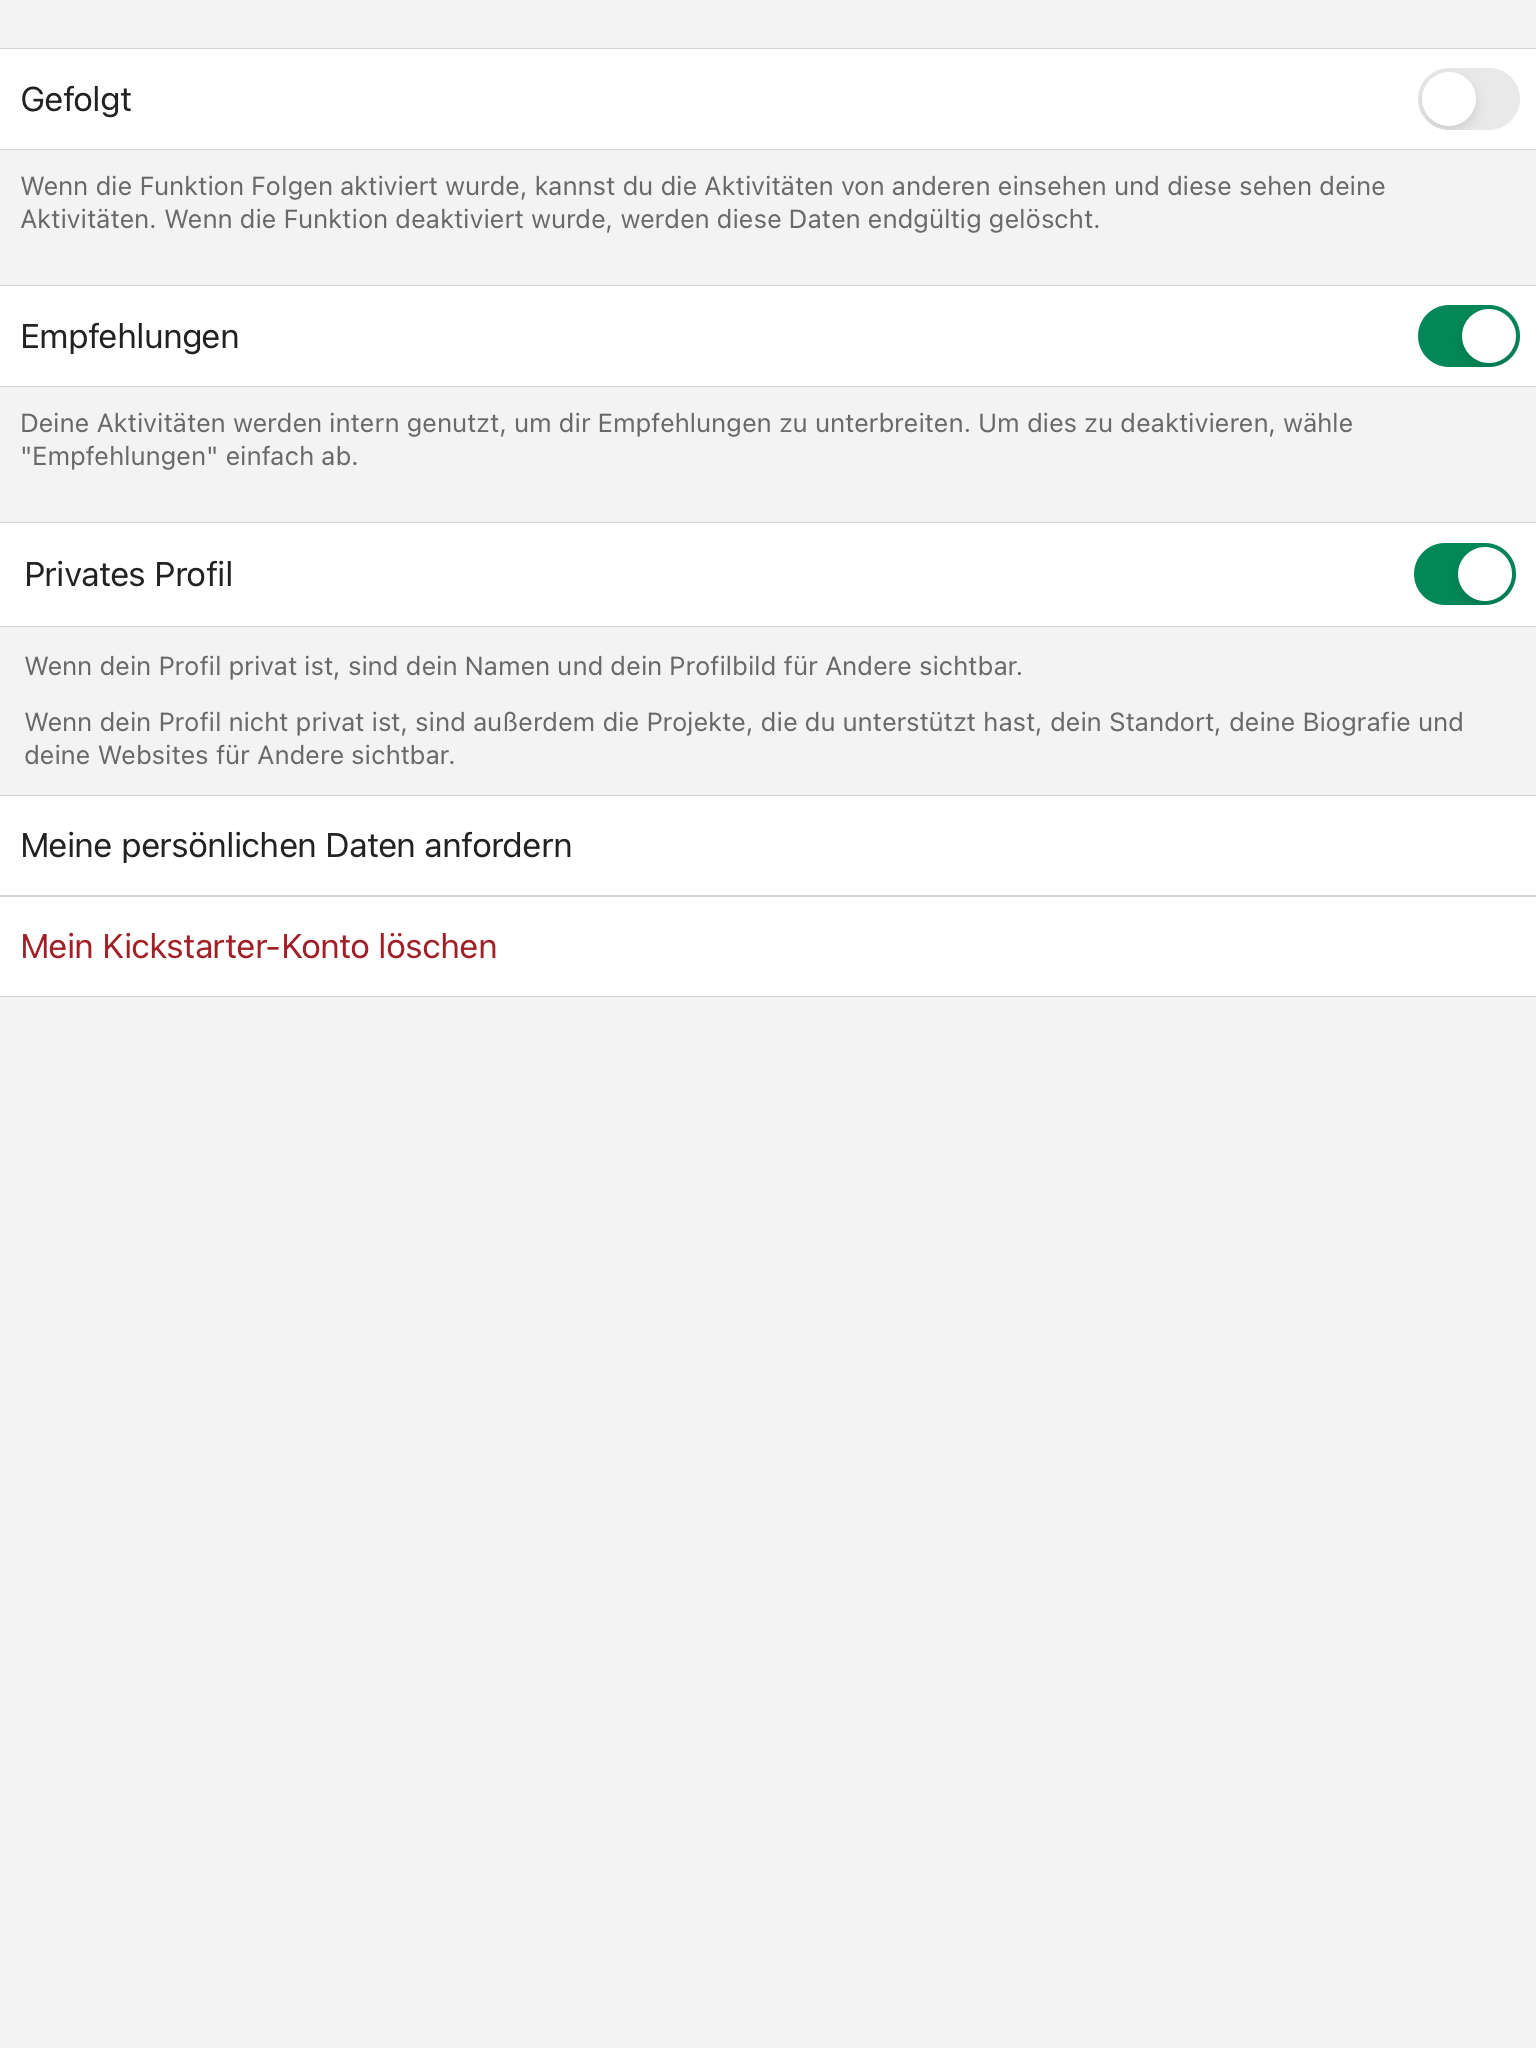 Gefolgt
Wenn die Funktion Folgen aktiviert wurde, kannst du die Aktivitäten von anderen einsehen und diese sehen deine
Aktivitäten. Wenn die Funktion deaktiviert wurde, werden diese Daten endgültig gelöscht.
Empfehlungen
Deine Aktivitäten werden intern genutzt, um dir Empfehlungen zu unterbreiten. Um dies zu deaktivieren, wähle
"Empfehlungen" einfach ab.
Privates Profil
Wenn dein Profil privat ist, sind dein Namen und dein Profilbild für Andere sichtbar.
Wenn dein Profil nicht privat ist, sind außerdem die Projekte, die du unterstützt hast, dein Standort, deine Biografie und
deine Websites für Andere sichtbar.
Meine persönlichen Daten anfordern
Mein Kickstarter-Konto löschen